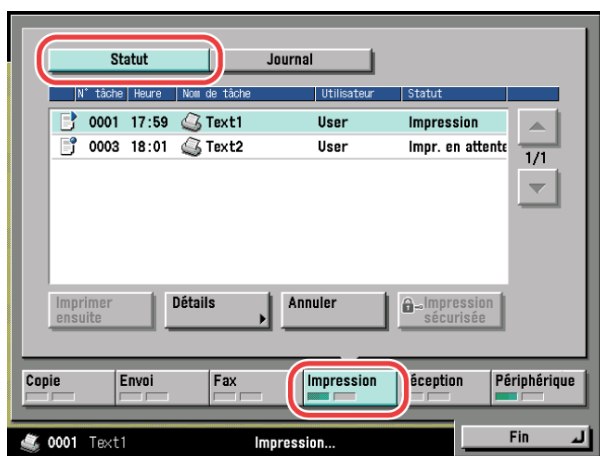 Statut Journal
N° tâche Heure Nom de tâche Utilisateur Statut
0001 17:59 Text1 User Impression
0003 18:01 Text2 User Impr. en attente
1/1
Imprimer ensuite Détails Annuler Impression sécurisée
Copie Envoi Fax Impression éception Périphérique
0001 Text1 Impression... Fin